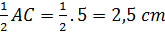 ½ AC = ½ . 5 = 2,5 cm